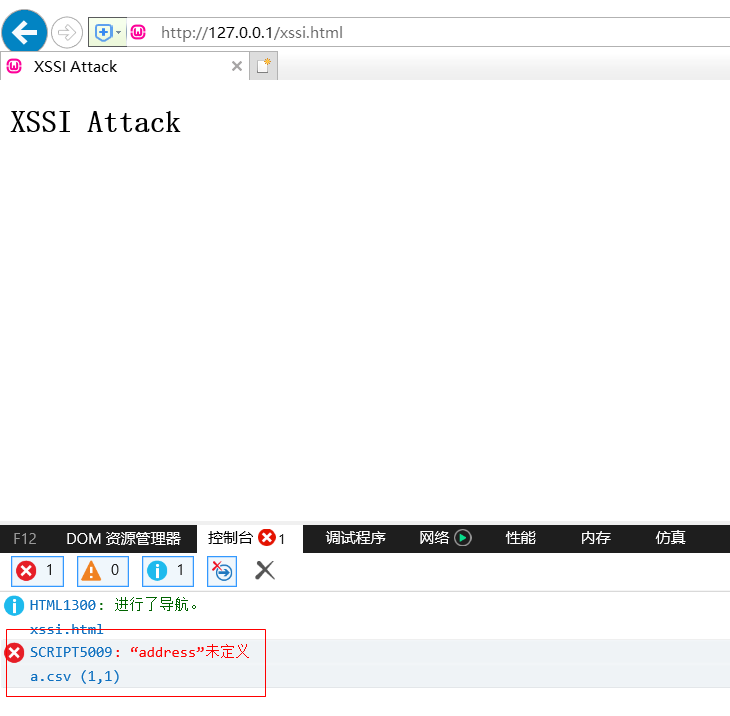 http://127.0.0.1/xssi.html
XSSI Attack
XSSI Attack
F12 DOM 资源管理器 控制台 1 调试程序 网络 性能 内存 仿真
1 0 1
HTML1300: 进行了导航。
xssi.html
SCRIPT5009: “address”未定义
a.csv (1,1)